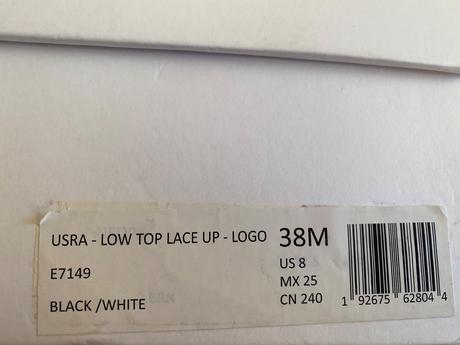 USRA - LOW TOP LACE UP - LOGO
E7149
BLACK /WHITE
38M
US 8
MX 25
CN 240
1 92675 62804 4